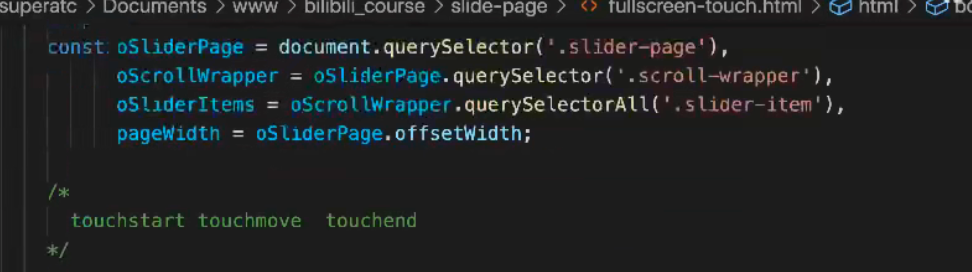 superatc > Documents > www > bilibili_course > slide-page > <> fullscreen-touch.html > html >
const oSliderPage = document.querySelector('.slider-page'),
oScrollWrapper = oSliderPage.querySelector('.scroll-wrapper'),
oSliderItems = oScrollWrapper.querySelectorAll('.slider-item'),
pageWidth = oSliderPage.offsetWidth;
/*
touchstart touchmove touchend
*/